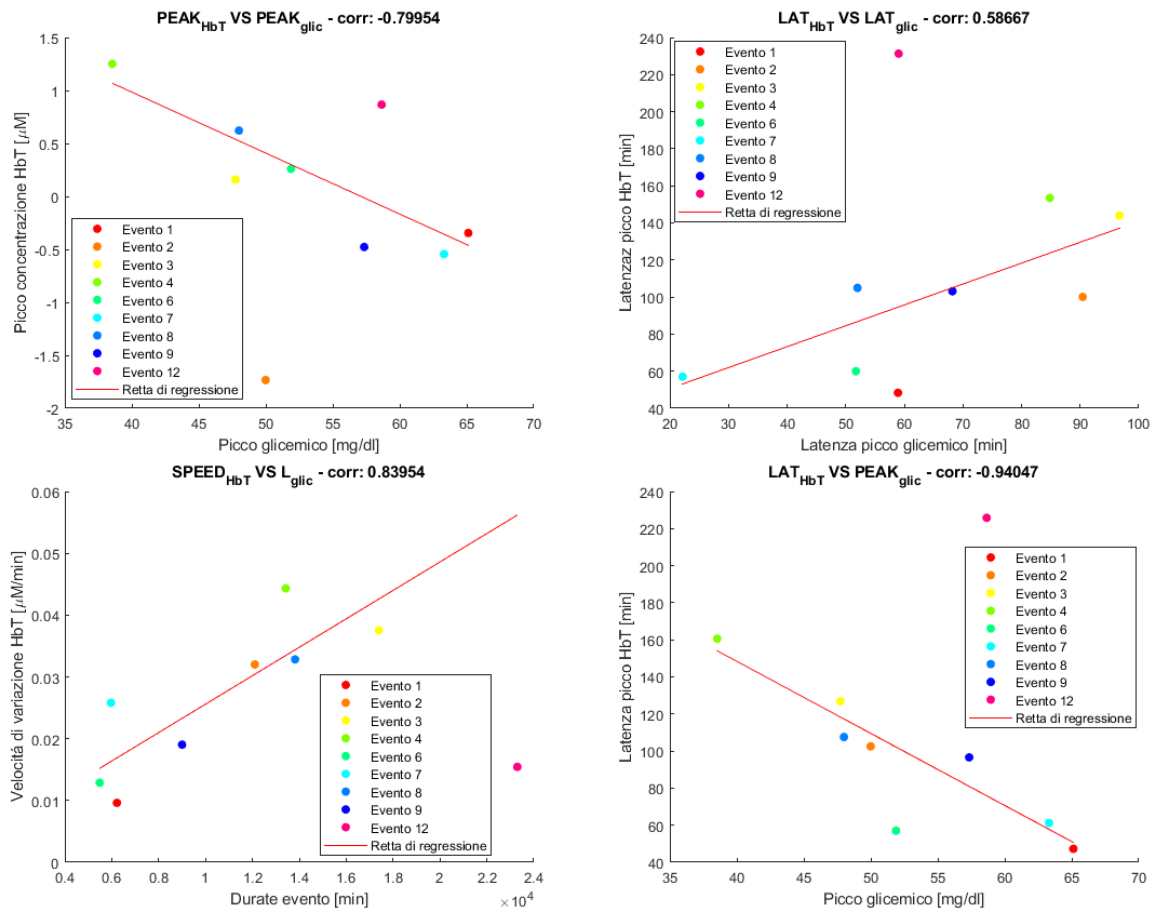 PEAK_HbT VS PEAK_glic - corr: -0.79954
1.5
1
0.5
0
-0.5
-1
-1.5
-2
Picco concentrazione HbT [μM]
Evento 1
Evento 2
Evento 3
Evento 4
Evento 6
Evento 7
Evento 8
Evento 9
Evento 12
Retta di regressione
35 40 45 50 55 60 65 70
Picco glicemico [mg/dl]
LAT_HbT VS LAT_glic - corr: 0.58667
240
220
200
180
160
140
120
100
80
60
40
Latenzaz picco HbT [min]
Evento 1
Evento 2
Evento 3
Evento 4
Evento 6
Evento 7
Evento 8
Evento 9
Evento 12
Retta di regressione
20 30 40 50 60 70 80 90 100
Latenza picco glicemico [min]
SPEED_HbT VS L_glic - corr: 0.83954
0.06
0.05
0.04
0.03
0.02
0.01
0
Velocitá di variazione HbT [μM/min]
Evento 1
Evento 2
Evento 3
Evento 4
Evento 6
Evento 7
Evento 8
Evento 9
Evento 12
Retta di regressione
0.4 0.6 0.8 1 1.2 1.4 1.6 1.8 2 2.2 2.4
Durate evento [min]
×10^4
LAT_HbT VS PEAK_glic - corr: -0.94047
240
220
200
180
160
140
120
100
80
60
40
Latenza picco HbT [min]
Evento 1
Evento 2
Evento 3
Evento 4
Evento 6
Evento 7
Evento 8
Evento 9
Evento 12
Retta di regressione
35 40 45 50 55 60 65 70
Picco glicemico [mg/dl]